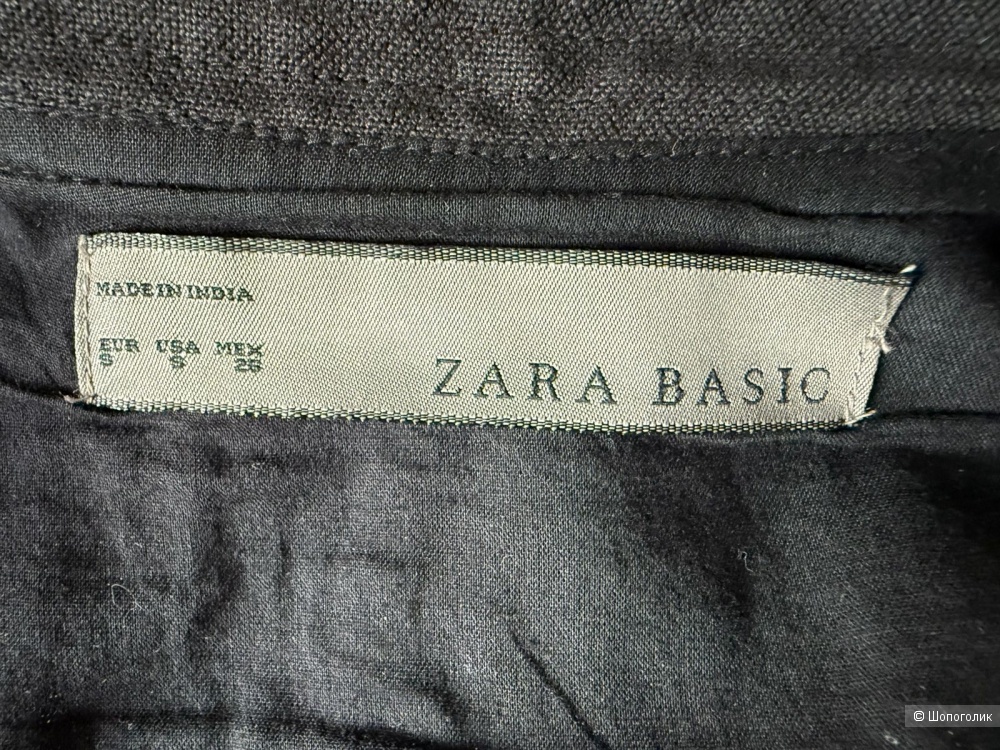 MADE IN INDIA
EUR USA MEX
S S 26
ZARA BASIC
© Шопоголик